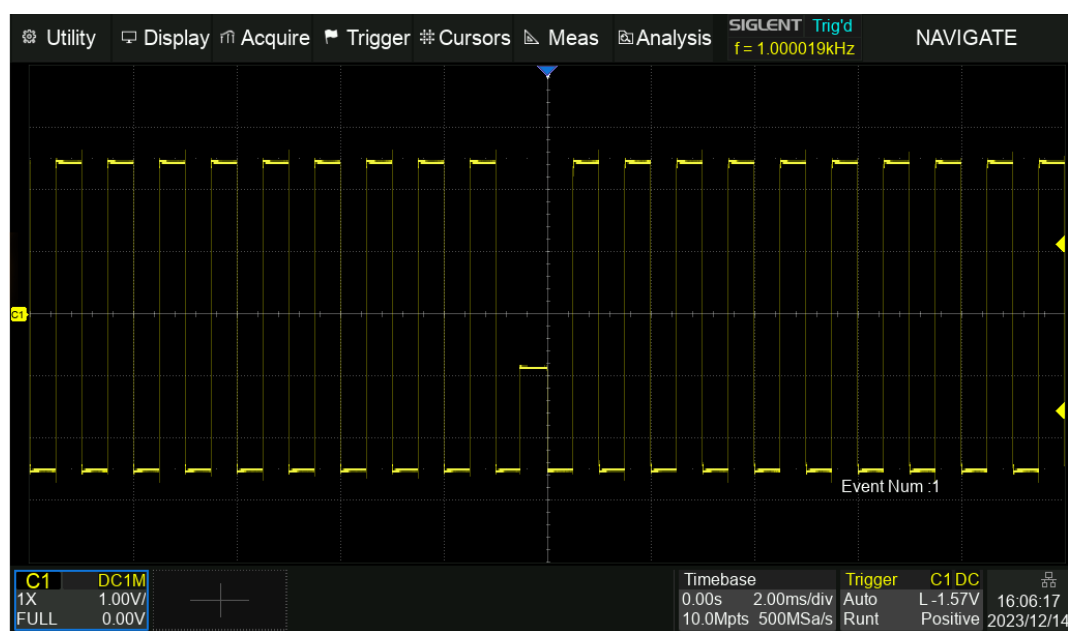 Utility Display Acquire Trigger Cursors Meas Analysis SIGLENT Trig'd NAVIGATE
f = 1.000019kHz
C1
Event Num :1
C1 DC1M
1X 1.00V/
FULL 0.00V
Timebase
0.00s 2.00ms/div
10.0Mpts 500MSa/s
Trigger C1 DC
Auto L -1.57V
Runt Positive
16:06:17
2023/12/14